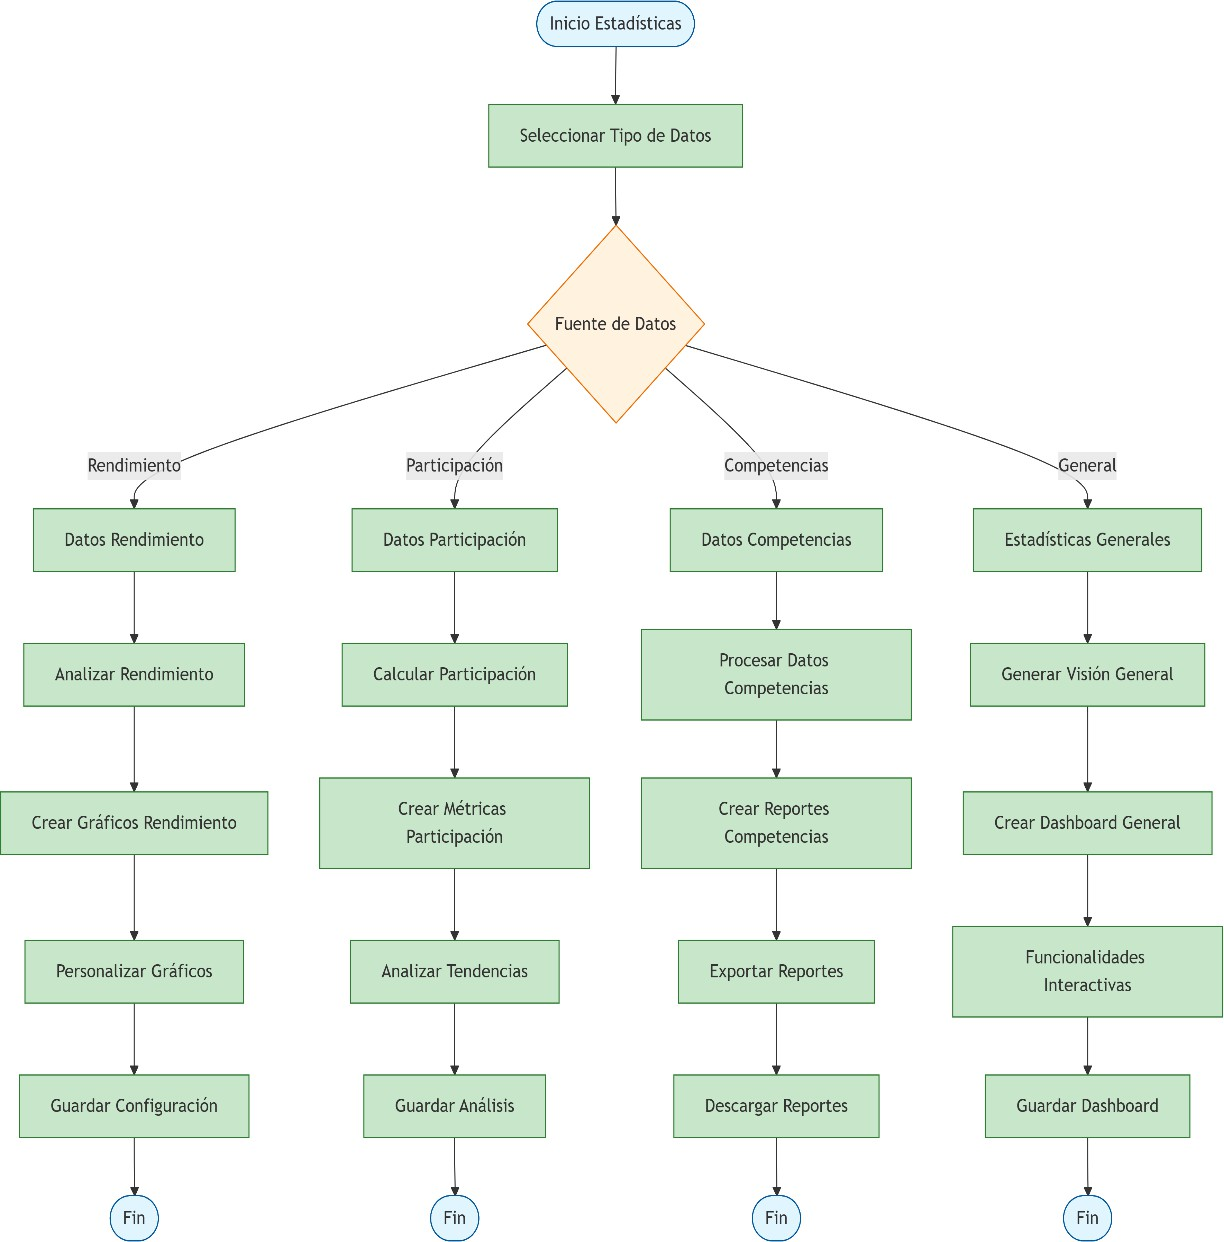 Inicio Estadísticas
Seleccionar Tipo de Datos
Fuente de Datos
Rendimiento
Participación
Competencias
General
Datos Rendimiento
Datos Participación
Datos Competencias
Estadísticas Generales
Analizar Rendimiento
Calcular Participación
Procesar Datos
Competencias
Generar Visión General
Crear Gráficos Rendimiento
Crear Métricas
Participación
Crear Reportes
Competencias
Crear Dashboard General
Personalizar Gráficos
Analizar Tendencias
Exportar Reportes
Funcionalidades
Interactivas
Guardar Configuración
Guardar Análisis
Descargar Reportes
Guardar Dashboard
Fin
Fin
Fin
Fin